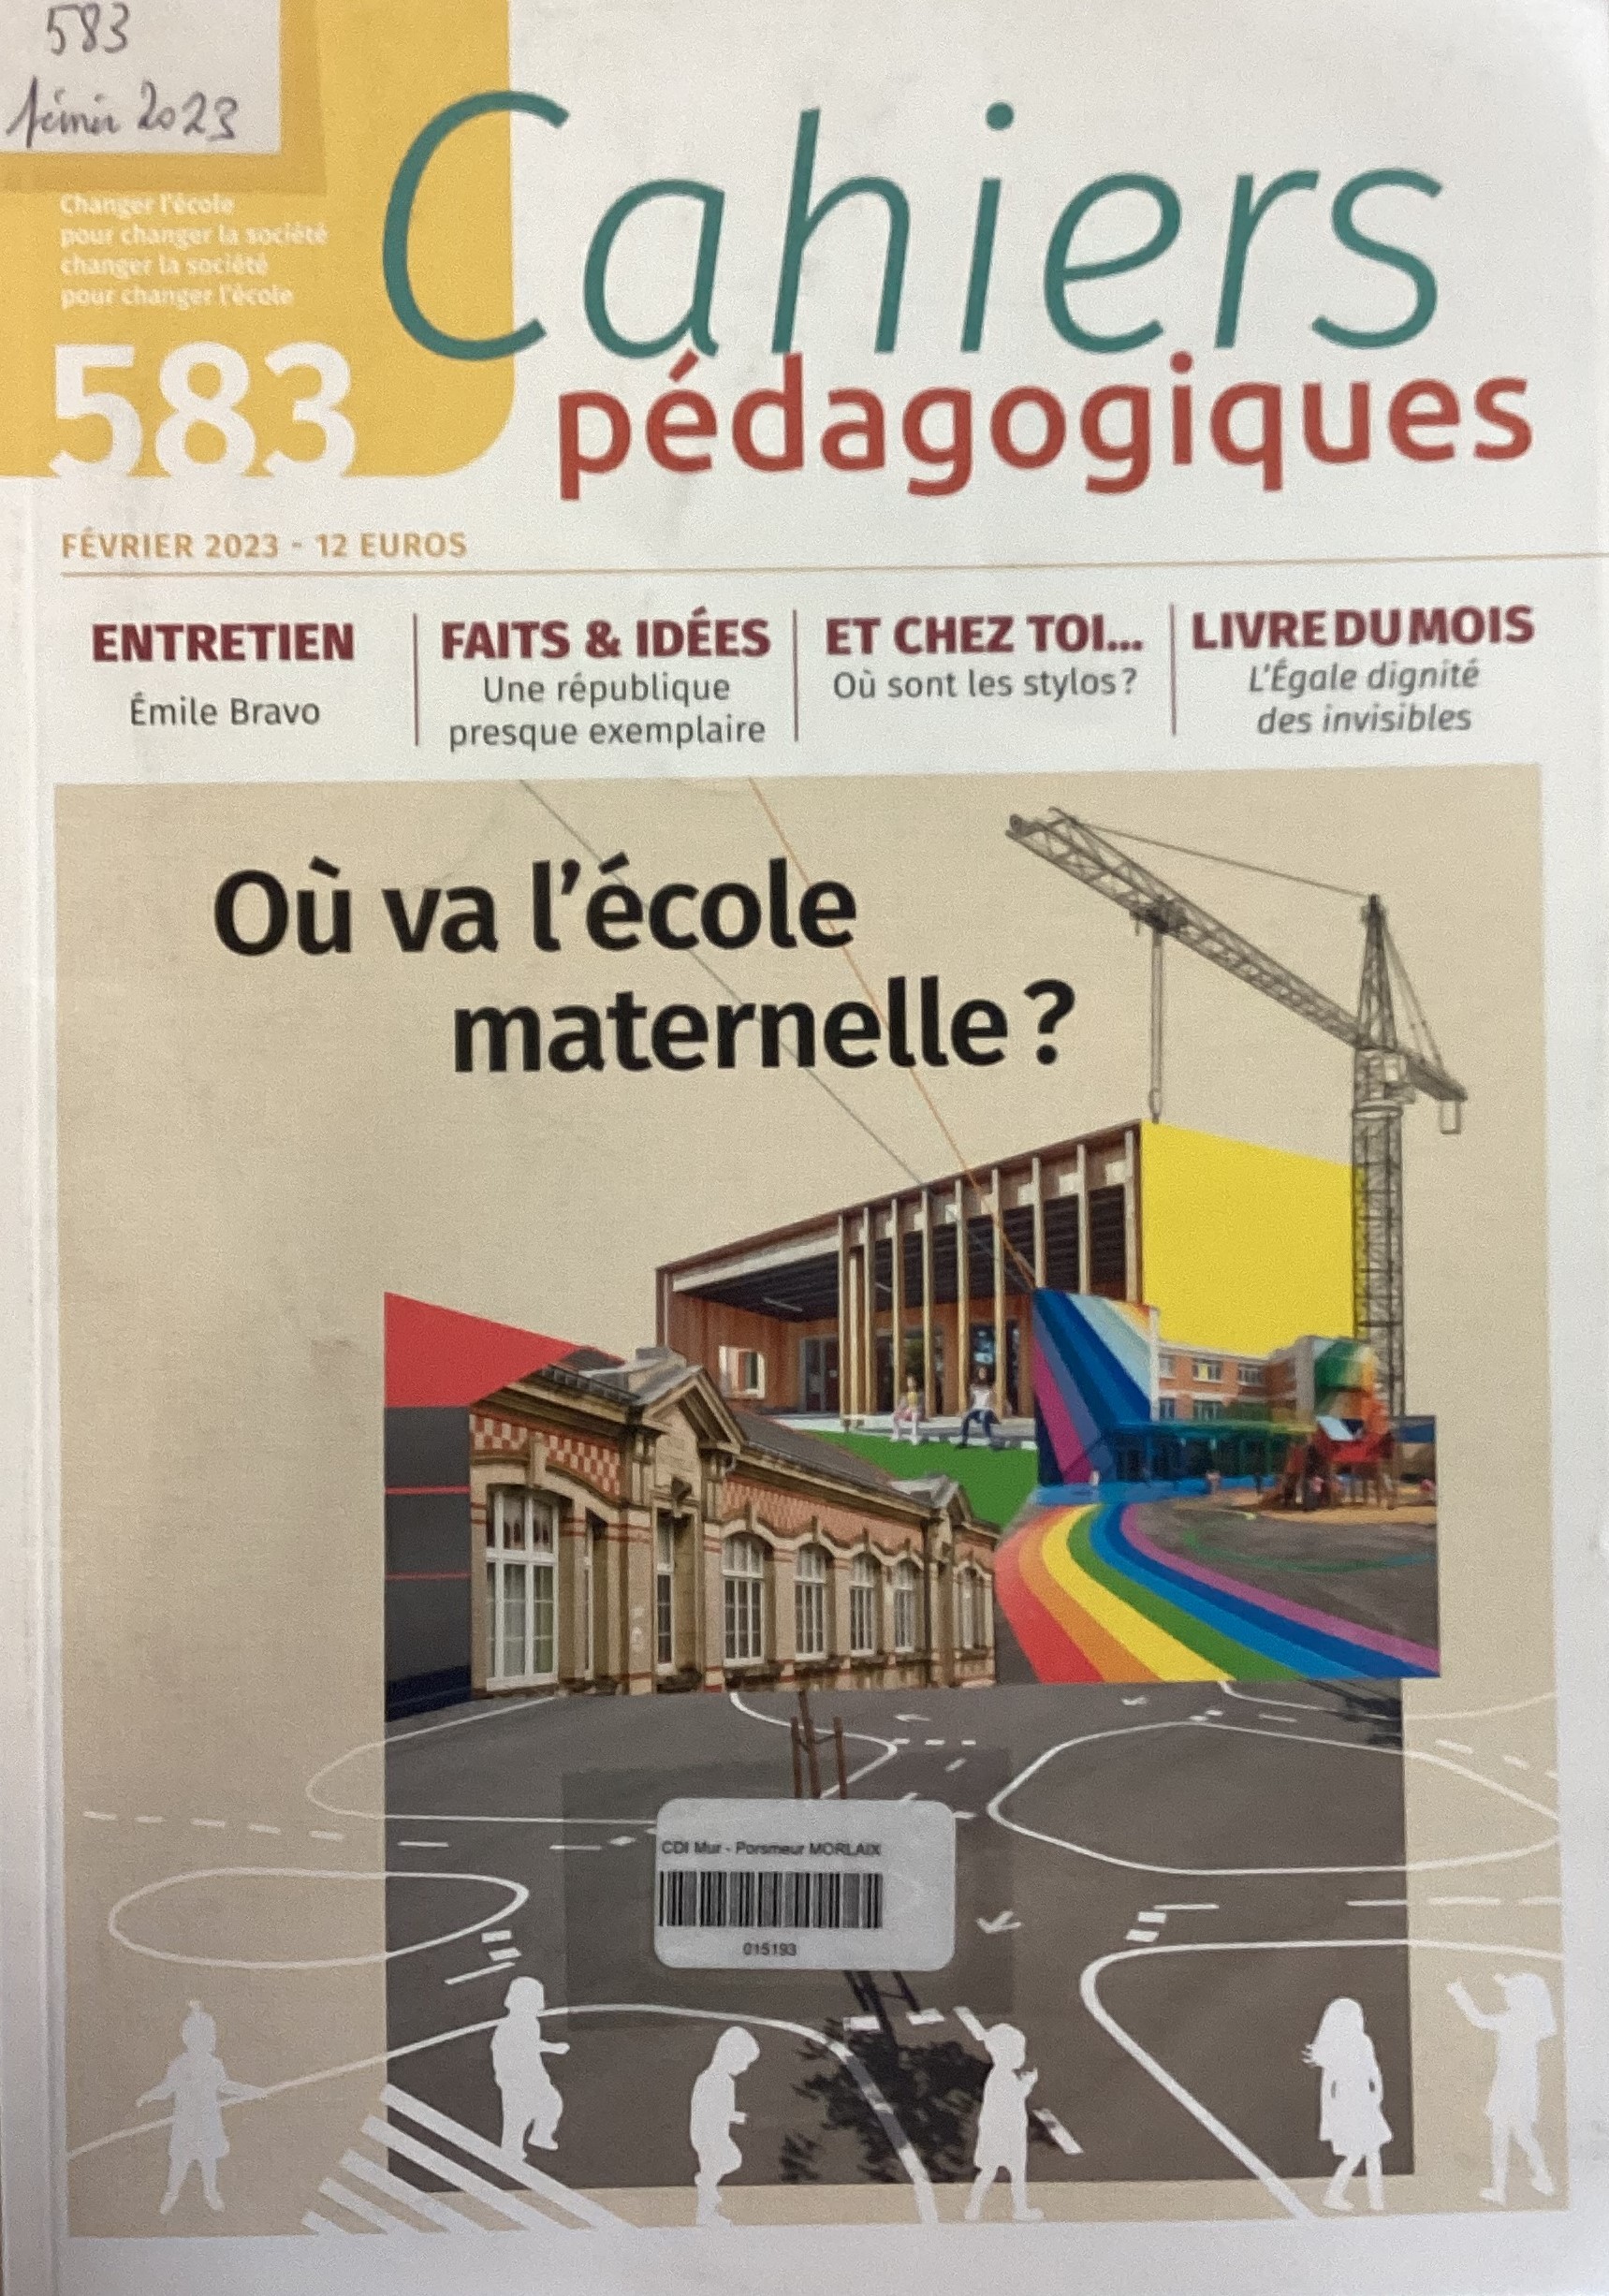 583
février 2023
Changer l'école
pour changer la société
changer la société
pour changer l'école
583
Cahiers
pédagogiques
FÉVRIER 2023 - 12 EUROS
ENTRETIEN
Émile Bravo
FAITS & IDÉES
Une république
presque exemplaire
ET CHEZ TOI...
Où sont les stylos ?
LIVRE DU MOIS
L'Égale dignité
des invisibles
Où va l'école
maternelle ?
CDI Mur - Porsmeur MORLAIX
015193